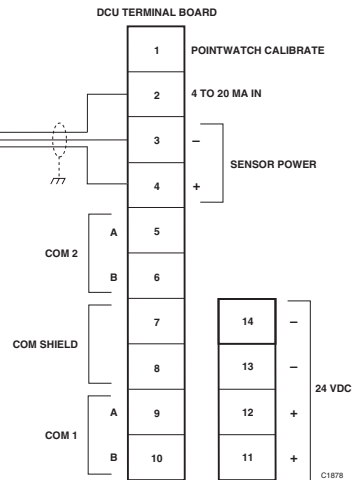 DCU TERMINAL BOARD
1 POINTWATCH CALIBRATE
2 4 TO 20 MA IN
3 –
SENSOR POWER
4 +
A 5
COM 2
B 6
7 14 –
COM SHIELD
8 13 –
24 VDC
A 9 12 +
COM 1
B 10 11 +
C1878